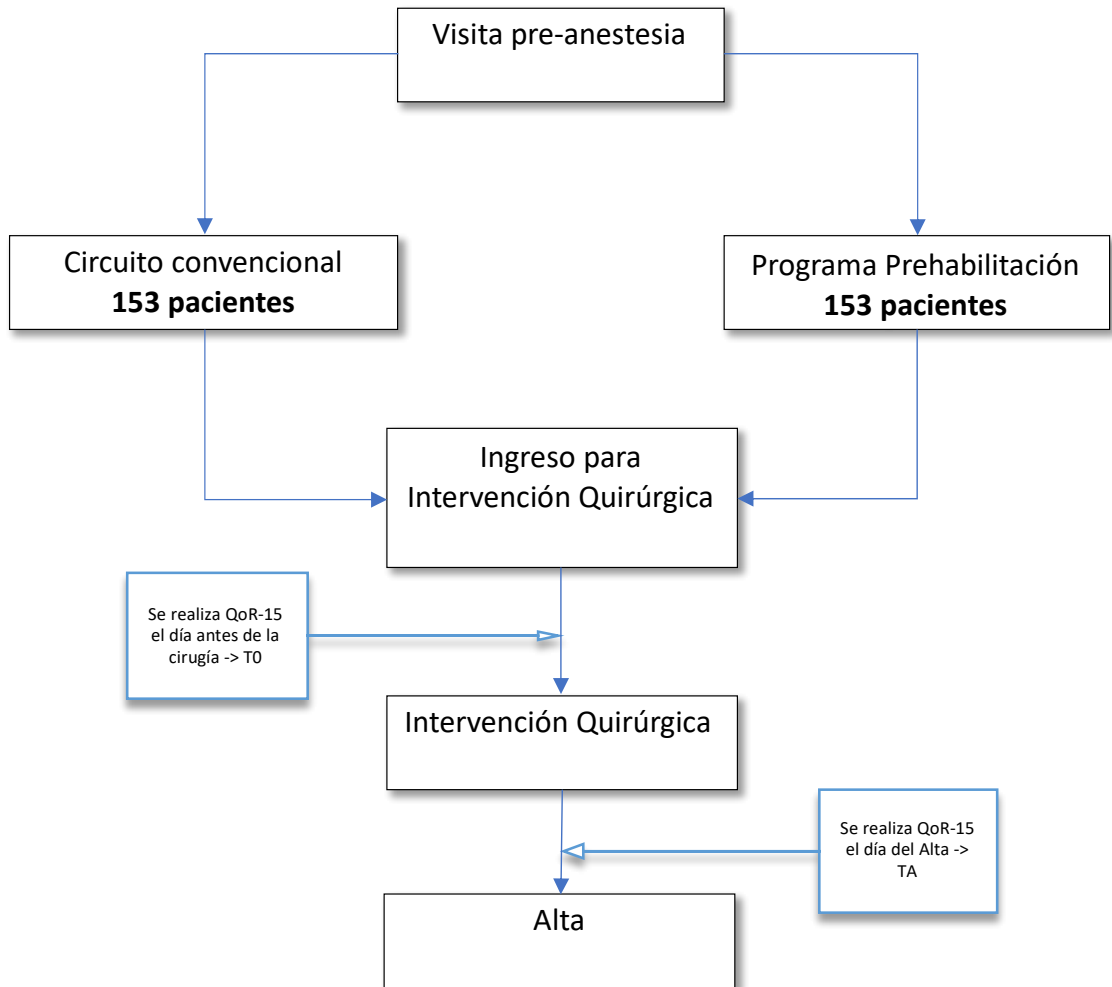 Visita pre-anestesia
Circuito convencional
153 pacientes
Programa Prehabilitación
153 pacientes
Ingreso para
Intervención Quirúrgica
Se realiza QoR-15
el día antes de la
cirugía -> T0
Intervención Quirúrgica
Se realiza QoR-15
el día del Alta ->
TA
Alta